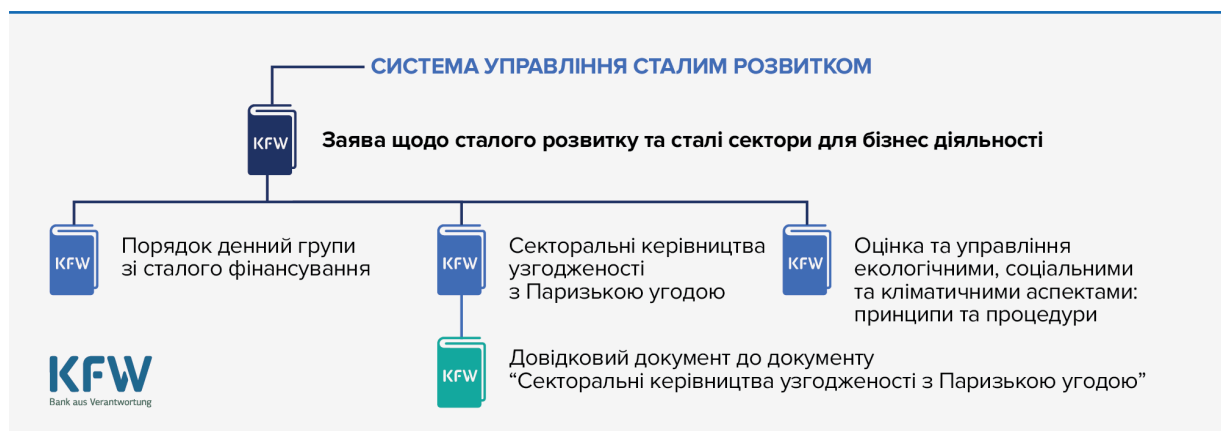 СИСТЕМА УПРАВЛІННЯ СТАЛИМ РОЗВИТКОМ
KFW
Заява щодо сталого розвитку та сталі сектори для бізнес діяльності
KFW
Порядок денний групи
зі сталого фінансування
KFW
Секторальні керівництва
узгодженості
з Паризькою угодою
KFW
Оцінка та управління
екологічними, соціальними
та кліматичними аспектами:
принципи та процедури
KFW
Довідковий документ до документу
“Секторальні керівництва узгодженості з Паризькою угодою”
KFW
Bank aus Verantwortung